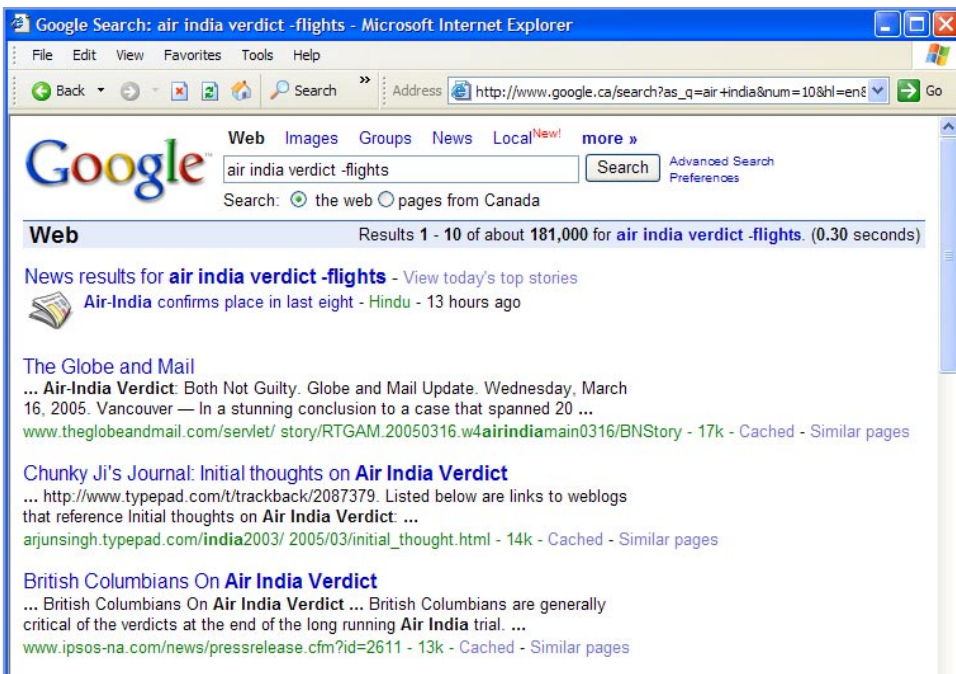 Google Search: air india verdict -flights - Microsoft Internet Explorer
File Edit View Favorites Tools Help
Back Search » Address http://www.google.ca/search?as_q=air+india&num=10&hl=en& Go
Web Images Groups News Local New! more »
Google™ air india verdict -flights Search Advanced Search
Preferences
Search: the web pages from Canada
Web Results 1 - 10 of about 181,000 for air india verdict -flights. (0.30 seconds)
News results for air india verdict -flights - View today's top stories
Air-India confirms place in last eight - Hindu - 13 hours ago
The Globe and Mail
... Air-India Verdict: Both Not Guilty. Globe and Mail Update. Wednesday, March
16, 2005. Vancouver — In a stunning conclusion to a case that spanned 20 ...
www.theglobeandmail.com/servlet/ story/RTGAM.20050316.w4airindiamain0316/BNStory - 17k - Cached - Similar pages
Chunky Ji's Journal: Initial thoughts on Air India Verdict
... http://www.typepad.com/t/trackback/2087379. Listed below are links to weblogs
that reference Initial thoughts on Air India Verdict: ...
arjunsingh.typepad.com/india2003/ 2005/03/initial_thought.html - 14k - Cached - Similar pages
British Columbians On Air India Verdict
... British Columbians On Air India Verdict ... British Columbians are generally
critical of the verdicts at the end of the long running Air India trial. ...
www.ipsos-na.com/news/pressrelease.cfm?id=2611 - 13k - Cached - Similar pages